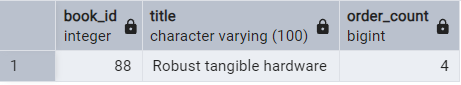 book_id title order_count
integer character varying (100) bigint
1 88 Robust tangible hardware 4